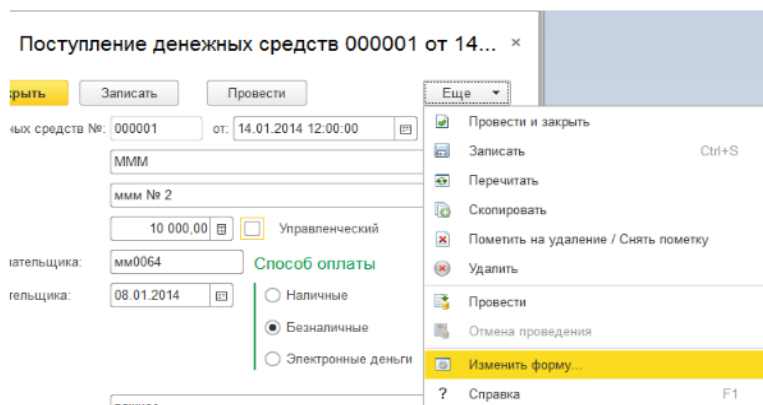 Поступление денежных средств 000001 от 14... ×
рыть Записать Провести Еще
ных средств №: 000001 от: 14.01.2014 12:00:00
Провести и закрыть
МММ
Записать Ctrl+S
Перечитать
ммм № 2
Скопировать
10 000,00 Управленческий
Пометить на удаление / Снять пометку
ательщика: мм0064 Способ оплаты
Удалить
тельщика: 08.01.2014 Наличные
Провести
Безналичные
Отмена проведения
Электронные деньги
Изменить форму...
? Справка F1